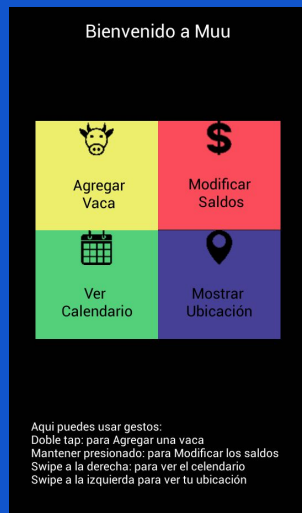 Bienvenido a Muu
Agregar
Vaca
$
Modificar
Saldos
Ver
Calendario
Mostrar
Ubicación
Aqui puedes usar gestos:
Doble tap: para Agregar una vaca
Mantener presionado: para Modificar los saldos
Swipe a la derecha: para ver el celendario
Swipe a la izquierda para ver tu ubicación